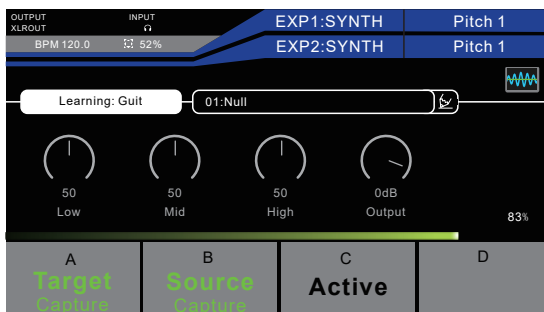 OUTPUT INPUT EXP1:SYNTH Pitch 1
XLROUT
BPM 120.0 52% EXP2:SYNTH Pitch 1
Learning: Guit 01:Null
50 50 50 0dB
Low Mid High Output
83%
A B C D
Target Source Active
Capture Capture